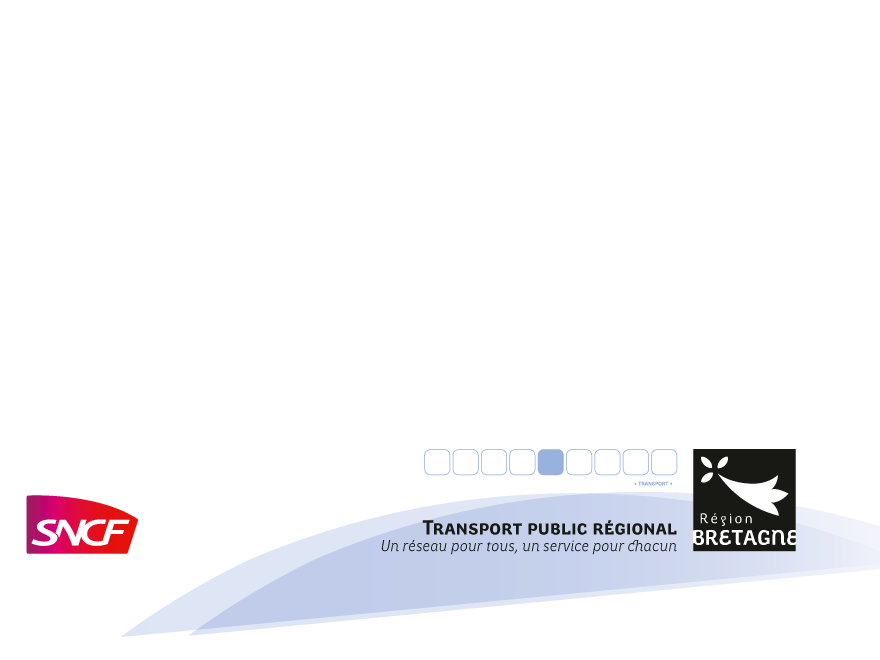 • TRANSPORT •
SNCF
TRANSPORT PUBLIC RÉGIONAL
Un réseau pour tous, un service pour chacun
Région
BRETAGNE